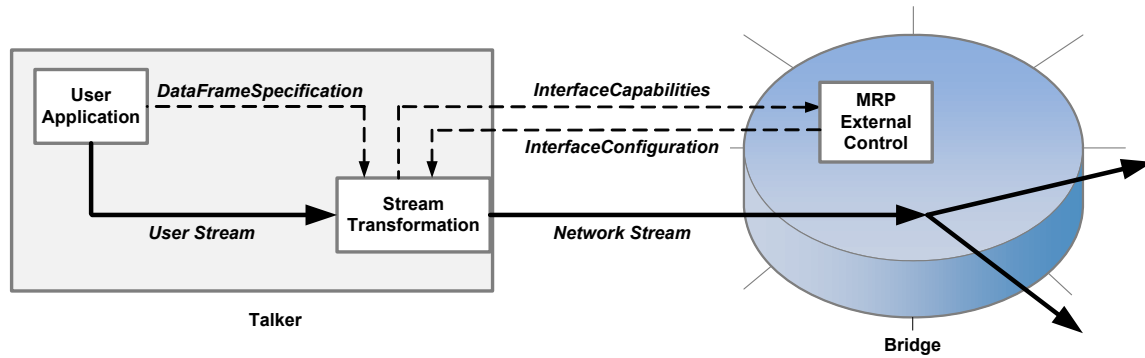 User
Application
DataFrameSpecification
InterfaceCapabilities
MRP
External
Control
InterfaceConfiguration
Stream
Transformation
User Stream
Network Stream
Talker
Bridge